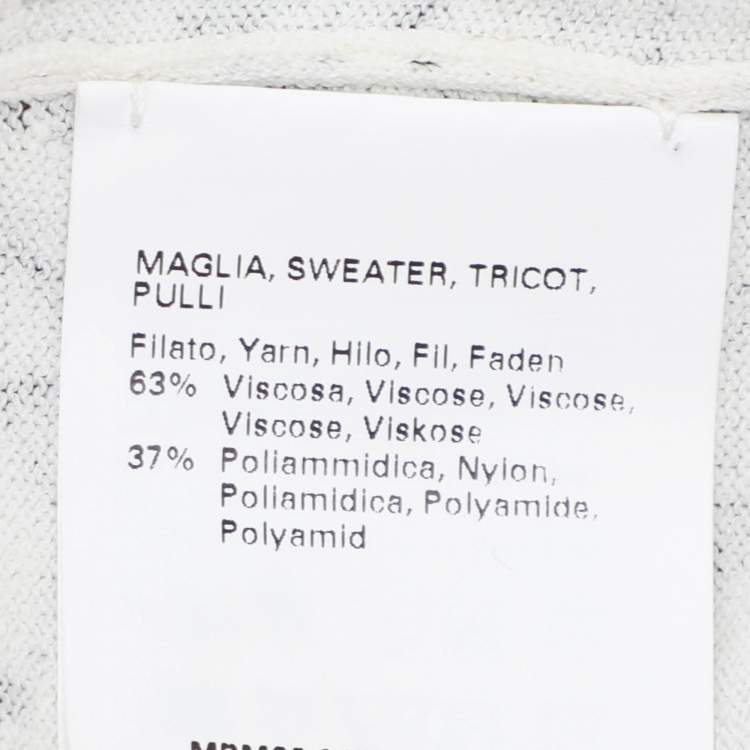 MAGLIA, SWEATER, TRICOT,
PULLI
Filato, Yarn, Hilo, Fil, Faden
63% Viscosa, Viscose, Viscose,
Viscose, Viskose
37% Poliammidica, Nylon,
Poliamidica, Polyamide,
Polyamid